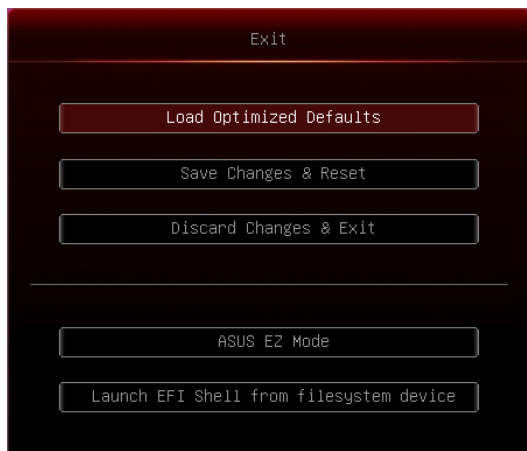 Exit
Load Optimized Defaults
Save Changes & Reset
Discard Changes & Exit
ASUS EZ Mode
Launch EFI Shell from filesystem device